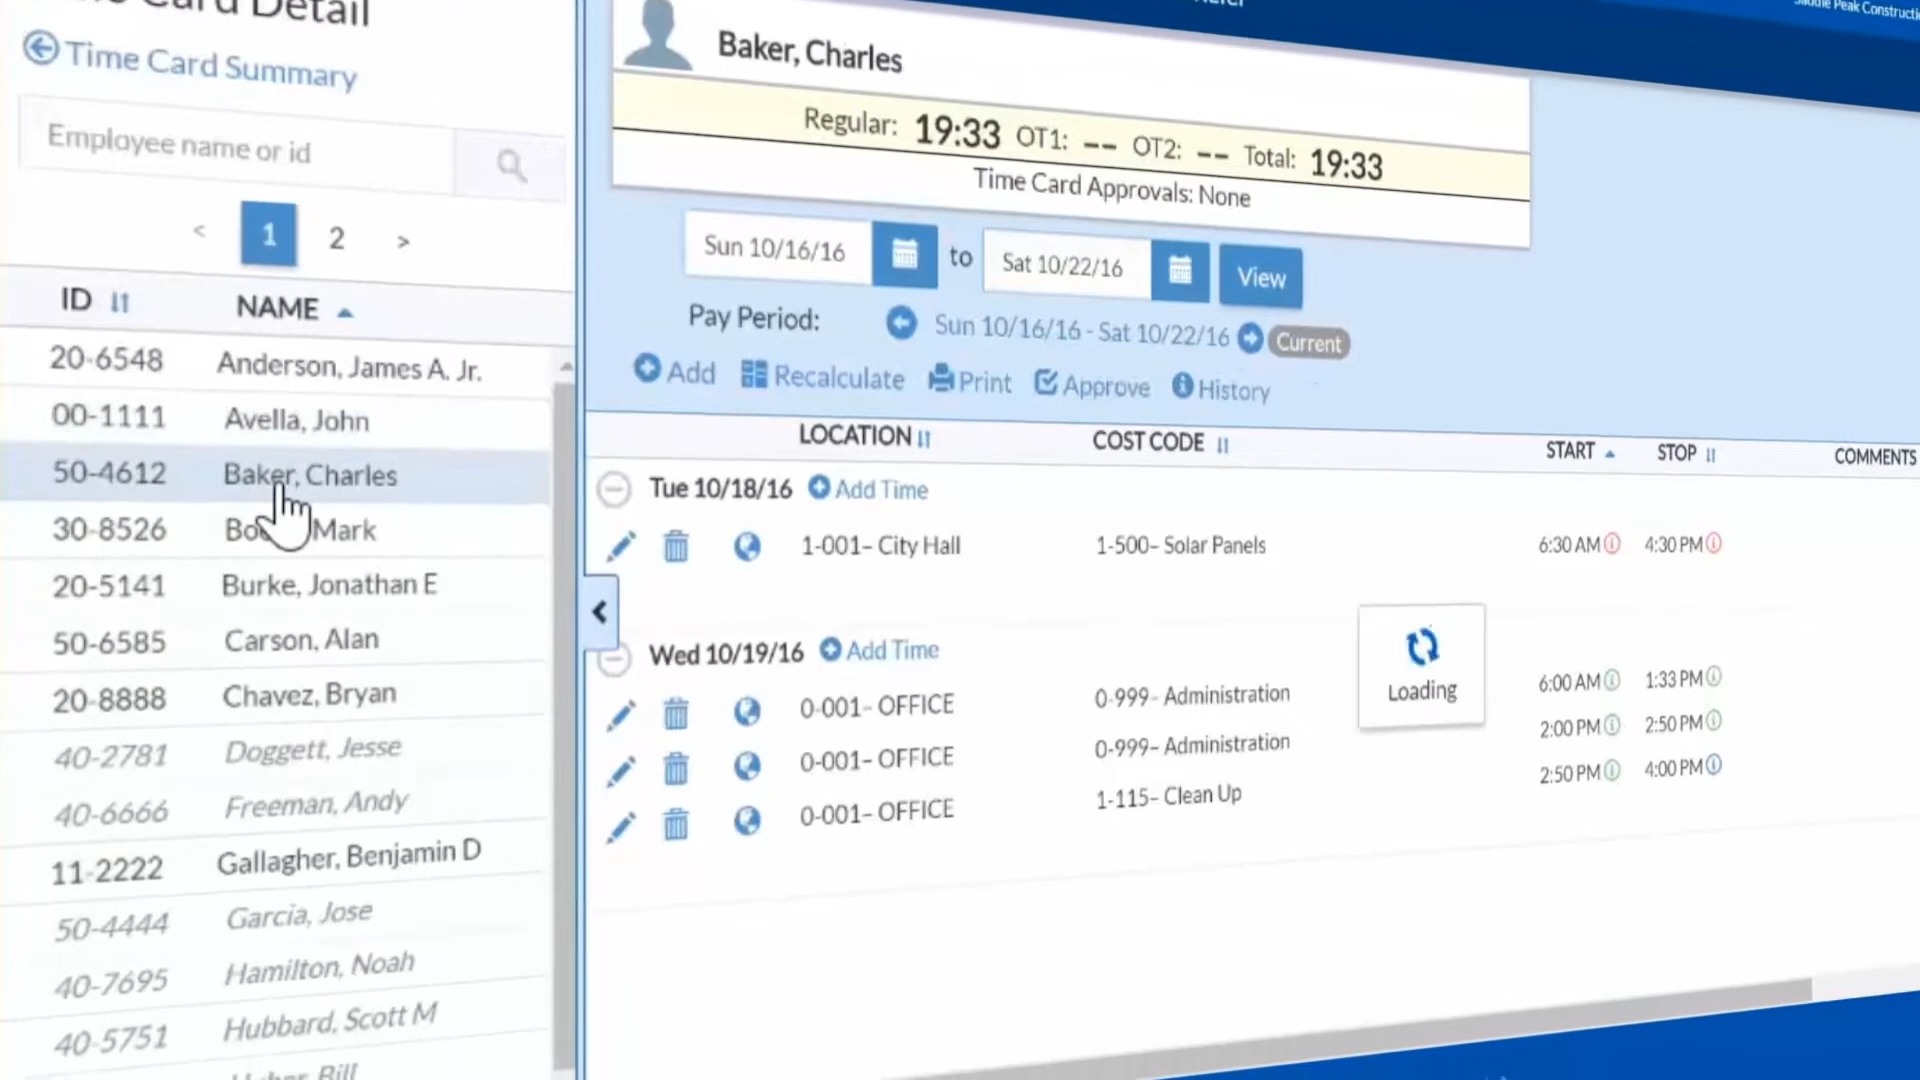 Card Detail
Time Card Summary
Employee name or id
< 1 2 >
ID NAME
20-6548 Anderson, James A. Jr.
00-1111 Avella, John
50-4612 Baker, Charles
30-8526 Mark
20-5141 Burke, Jonathan E
50-6585 Carson, Alan
20-8888 Chavez, Bryan
40-2781 Doggett, Jesse
40-6666 Freeman, Andy
11-2222 Gallagher, Benjamin D
50-4444 Garcia, Jose
40-7695 Hamilton, Noah
40-5751 Hubbard, Scott M
Bill
Peak
Baker, Charles
Regular: 19:33 OT1: -- OT2: -- Total: 19:33
Time Card Approvals: None
Sun 10/16/16 to Sat 10/22/16 View
Pay Period: Sun 10/16/16 - Sat 10/22/16 Current
Add Recalculate Print Approve History
LOCATION COST CODE START STOP COMMENTS
Tue 10/18/16 Add Time
1-001- City Hall 1-500- Solar Panels 6:30 AM 4:30 PM
Wed 10/19/16 Add Time
0-001- OFFICE 0-999- Administration 6:00 AM 1:33 PM
0-001- OFFICE 0-999- Administration 2:00 PM 2:50 PM
0-001- OFFICE 1-115- Clean Up 2:50 PM 4:00 PM
Loading